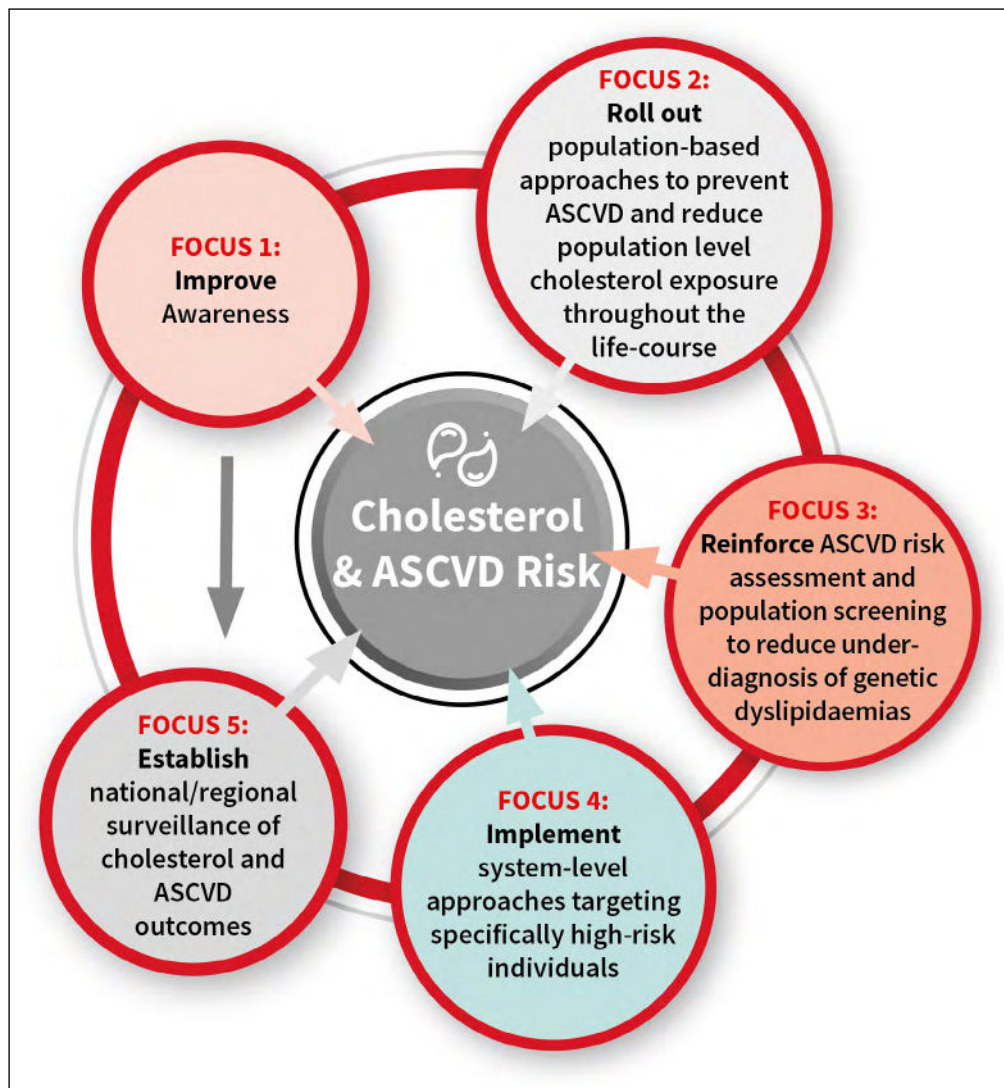 FOCUS 1:
Improve
Awareness
FOCUS 2:
Roll out
population-based
approaches to prevent
ASCVD and reduce
population level
cholesterol exposure
throughout the
life-course
Cholesterol
& ASCVD Risk
FOCUS 3:
Reinforce ASCVD risk
assessment and
population screening
to reduce under-
diagnosis of genetic
dyslipidaemias
FOCUS 4:
Implement
system-level
approaches targeting
specifically high-risk
individuals
FOCUS 5:
Establish
national/regional
surveillance of
cholesterol and
ASCVD
outcomes